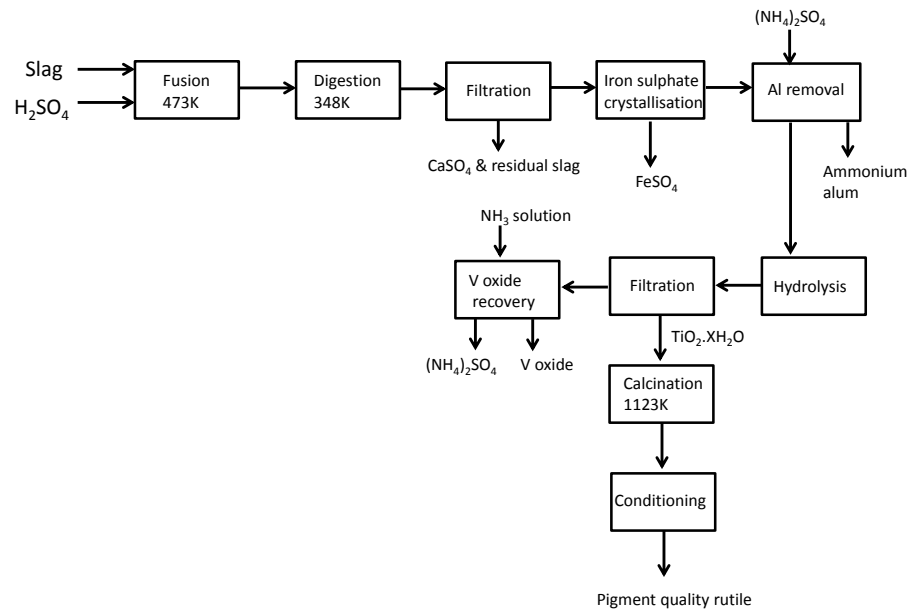 (NH₄)₂SO₄
Slag
H₂SO₄
Fusion
473K
Digestion
348K
Filtration
Iron sulphate
crystallisation
Al removal
CaSO₄ & residual slag
FeSO₄
Ammonium
alum
NH₃ solution
V oxide
recovery
Filtration
Hydrolysis
(NH₄)₂SO₄
V oxide
TiO₂.XH₂O
Calcination
1123K
Conditioning
Pigment quality rutile